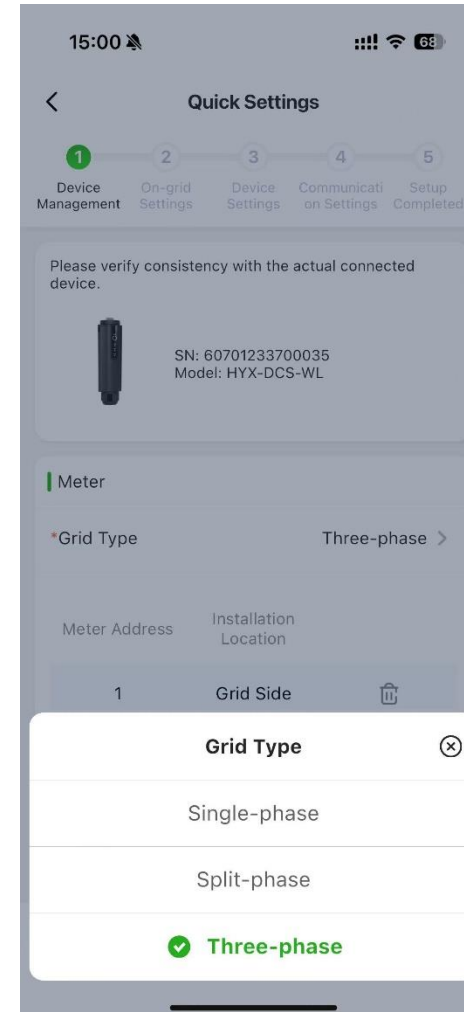 15:00
68
Quick Settings
1 2 3 4 5
Device On-grid Device Communicati Setup
Management Settings Settings on Settings Completed
Please verify consistency with the actual connected
device.
SN: 60701233700035
Model: HYX-DCS-WL
Meter
*Grid Type Three-phase
Meter Address Installation
Location
1 Grid Side
Grid Type
Single-phase
Split-phase
Three-phase